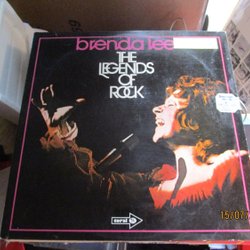 brenda lee
THE
LEGENDS
OF
ROCK
coral
15/07/